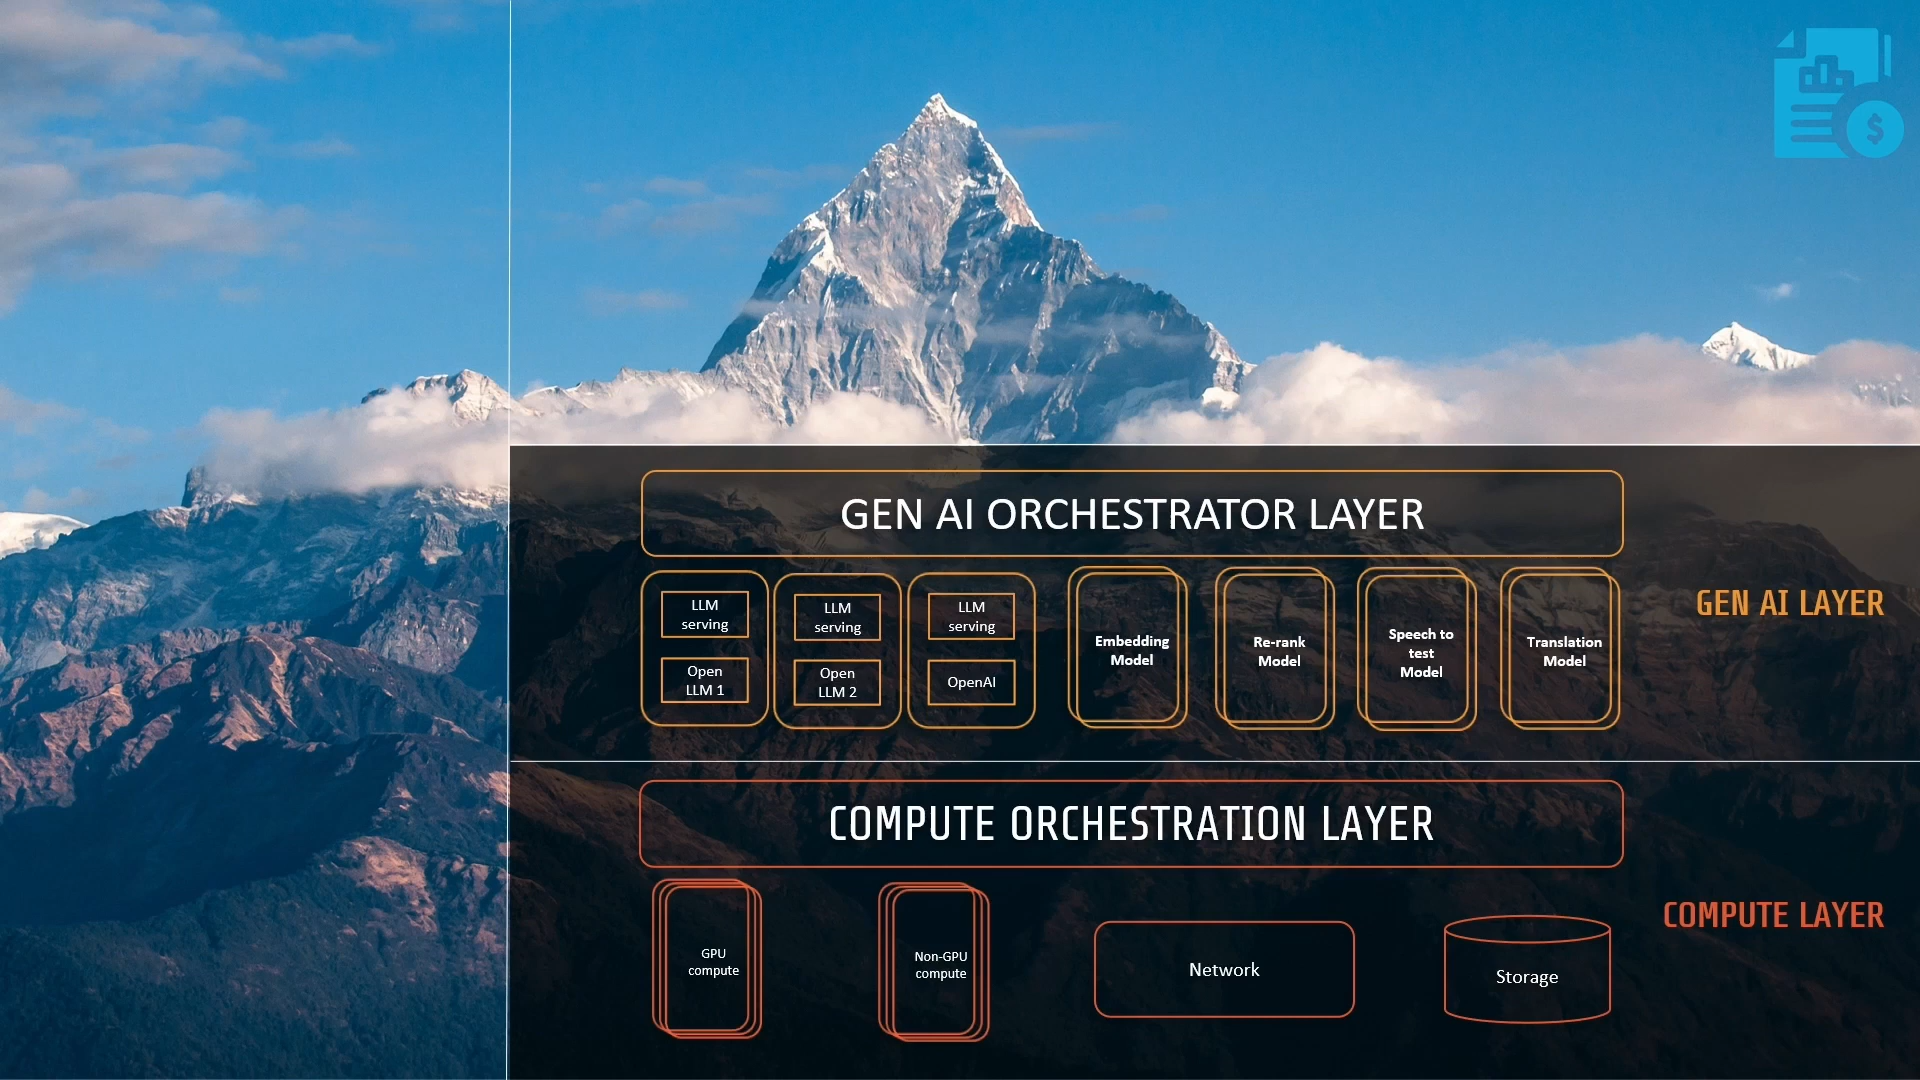 GEN AI ORCHESTRATOR LAYER
LLM
serving
Open
LLM 1
LLM
serving
Open
LLM 2
LLM
serving
OpenAI
Embedding
Model
Re-rank
Model
Speech to
test
Model
Translation
Model
GEN AI LAYER
COMPUTE ORCHESTRATION LAYER
GPU
compute
Non-GPU
compute
Network
Storage
COMPUTE LAYER
$